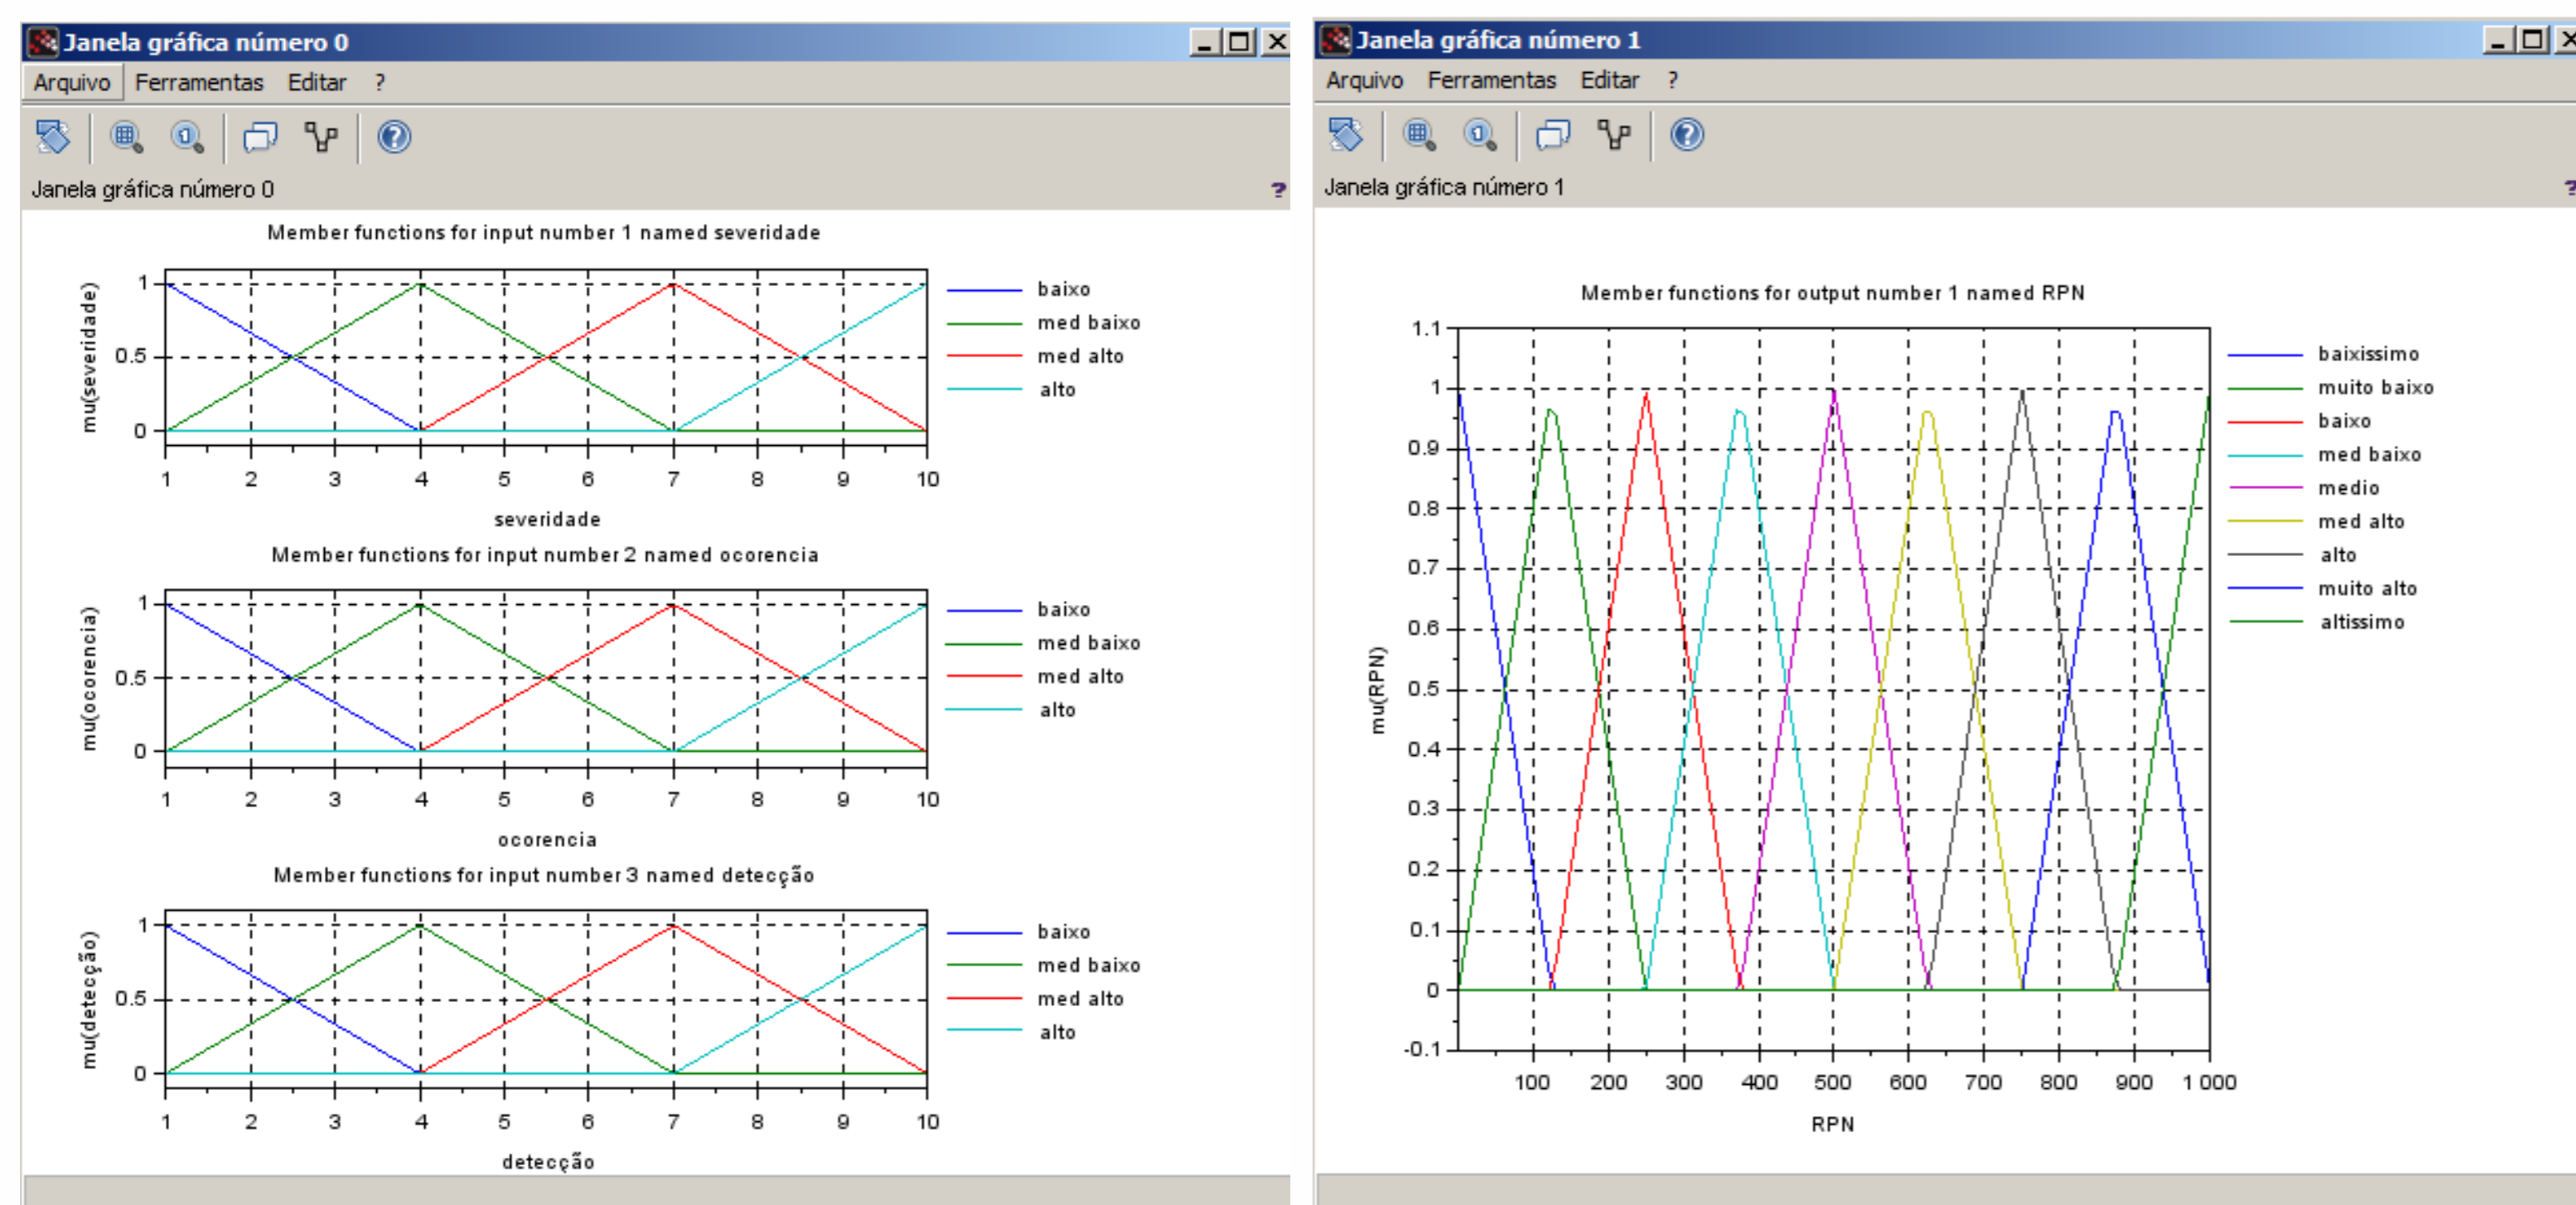 Janela gráfica número 0
Arquivo Ferramentas Editar ?
Janela gráfica número 0
?
Member functions for input number 1 named severidade
mu(severidade)
1
0.5
0
1 2 3 4 5 6 7 8 9 10
severidade
baixo
med baixo
med alto
alto
Member functions for input number 2 named ocorencia
mu(ocorencia)
1
0.5
0
1 2 3 4 5 6 7 8 9 10
ocorencia
baixo
med baixo
med alto
alto
Member functions for input number 3 named detecção
mu(detecção)
1
0.5
0
1 2 3 4 5 6 7 8 9 10
detecção
baixo
med baixo
med alto
alto
Janela gráfica número 1
Arquivo Ferramentas Editar ?
Janela gráfica número 1
?
Member functions for output number 1 named RPN
mu(RPN)
1.1
1
0.9
0.8
0.7
0.6
0.5
0.4
0.3
0.2
0.1
0
-0.1
100 200 300 400 500 600 700 800 900 1 000
RPN
baixissimo
muito baixo
baixo
med baixo
medio
med alto
alto
muito alto
altissimo